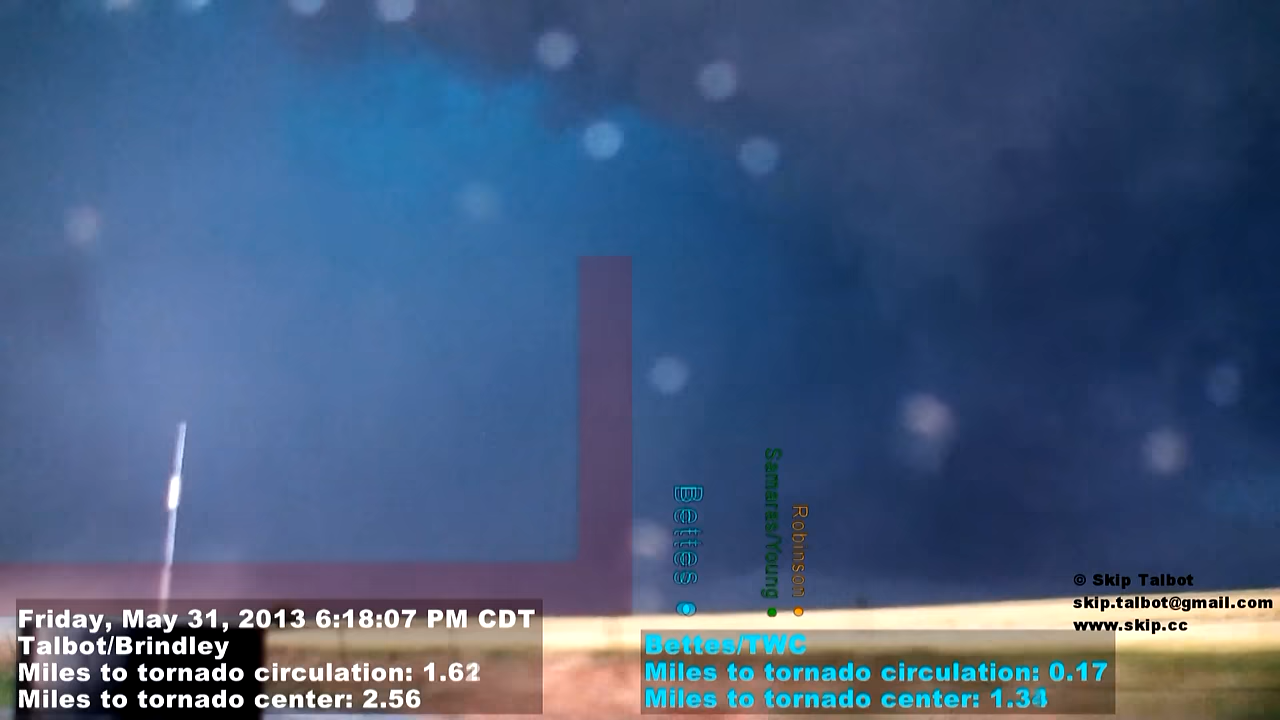 Bettes
Samaras/Young
Robinson
© Skip Talbot
skip.talbot@gmail.com
www.skip.cc
Friday, May 31, 2013 6:18:07 PM CDT
Talbot/Brindley
Miles to tornado circulation: 1.62
Miles to tornado center: 2.56
Bettes/TWC
Miles to tornado circulation: 0.17
Miles to tornado center: 1.34